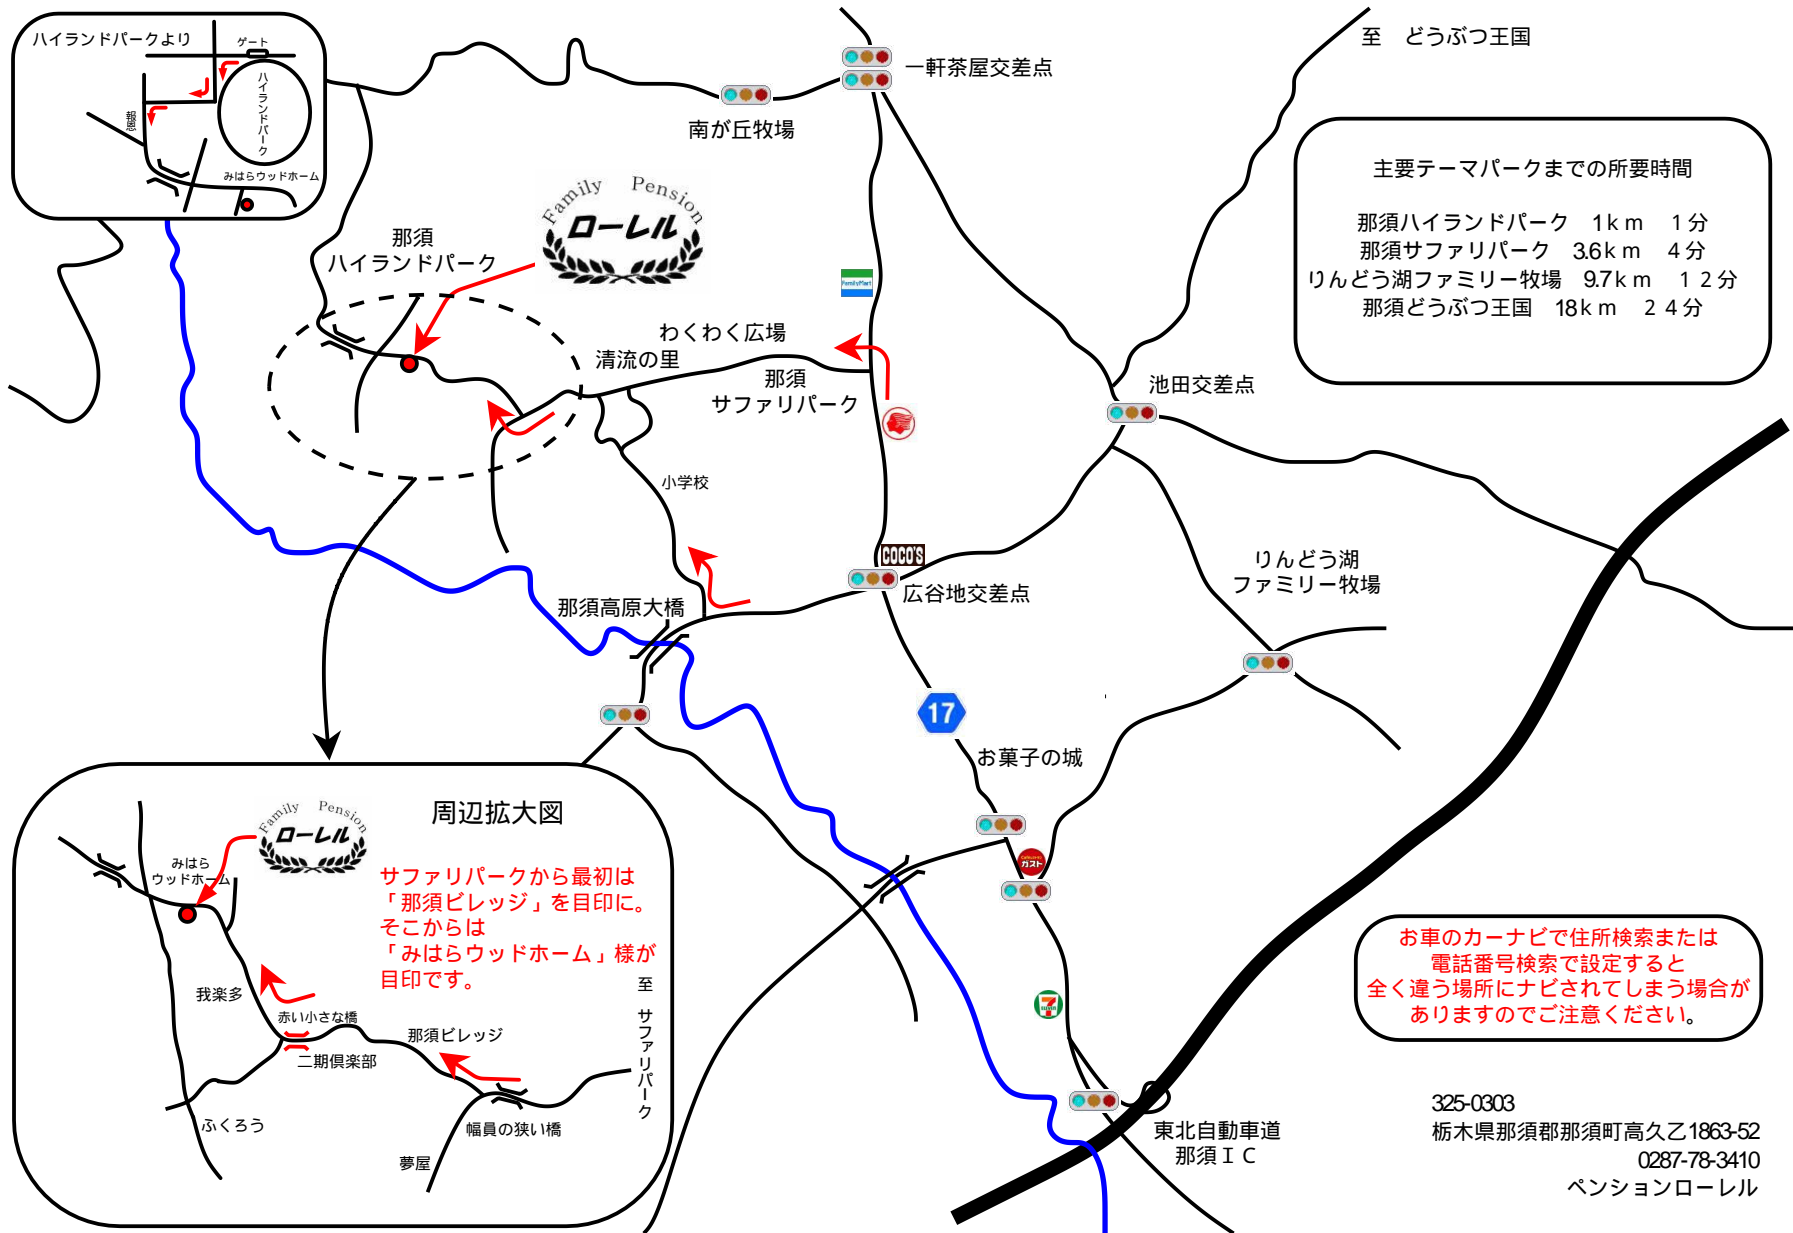 ハイランドパークより
ゲート
ハイランドパーク
報恩
みはらウッドホーム
至 どうぶつ王国
一軒茶屋交差点
南が丘牧場
主要テーマパークまでの所要時間
那須ハイランドパーク 1km 1分
那須サファリパーク 3.6km 4分
りんどう湖ファミリー牧場 9.7km 12分
那須どうぶつ王国 18km 24分
Family Pension
ローレル
那須
ハイランドパーク
FamilyMart
わくわく広場
清流の里
那須
サファリパーク
池田交差点
小学校
COCO'S
広谷地交差点
りんどう湖
ファミリー牧場
那須高原大橋
17
お菓子の城
ガスト
周辺拡大図
Family Pension
ローレル
みはら
ウッドホーム
サファリパークから最初は
「那須ビレッジ」を目印に。
そこからは
「みはらウッドホーム」様が
目印です。
至 サファリパーク
我楽多
赤い小さな橋
二期倶楽部
那須ビレッジ
ふくろう
幅員の狭い橋
夢屋
お車のカーナビで住所検索または
電話番号検索で設定すると
全く違う場所にナビされてしまう場合が
ありますのでご注意ください。
7
東北自動車道
那須IC
325-0303
栃木県那須郡那須町高久乙1863-52
0287-78-3410
ペンションローレル